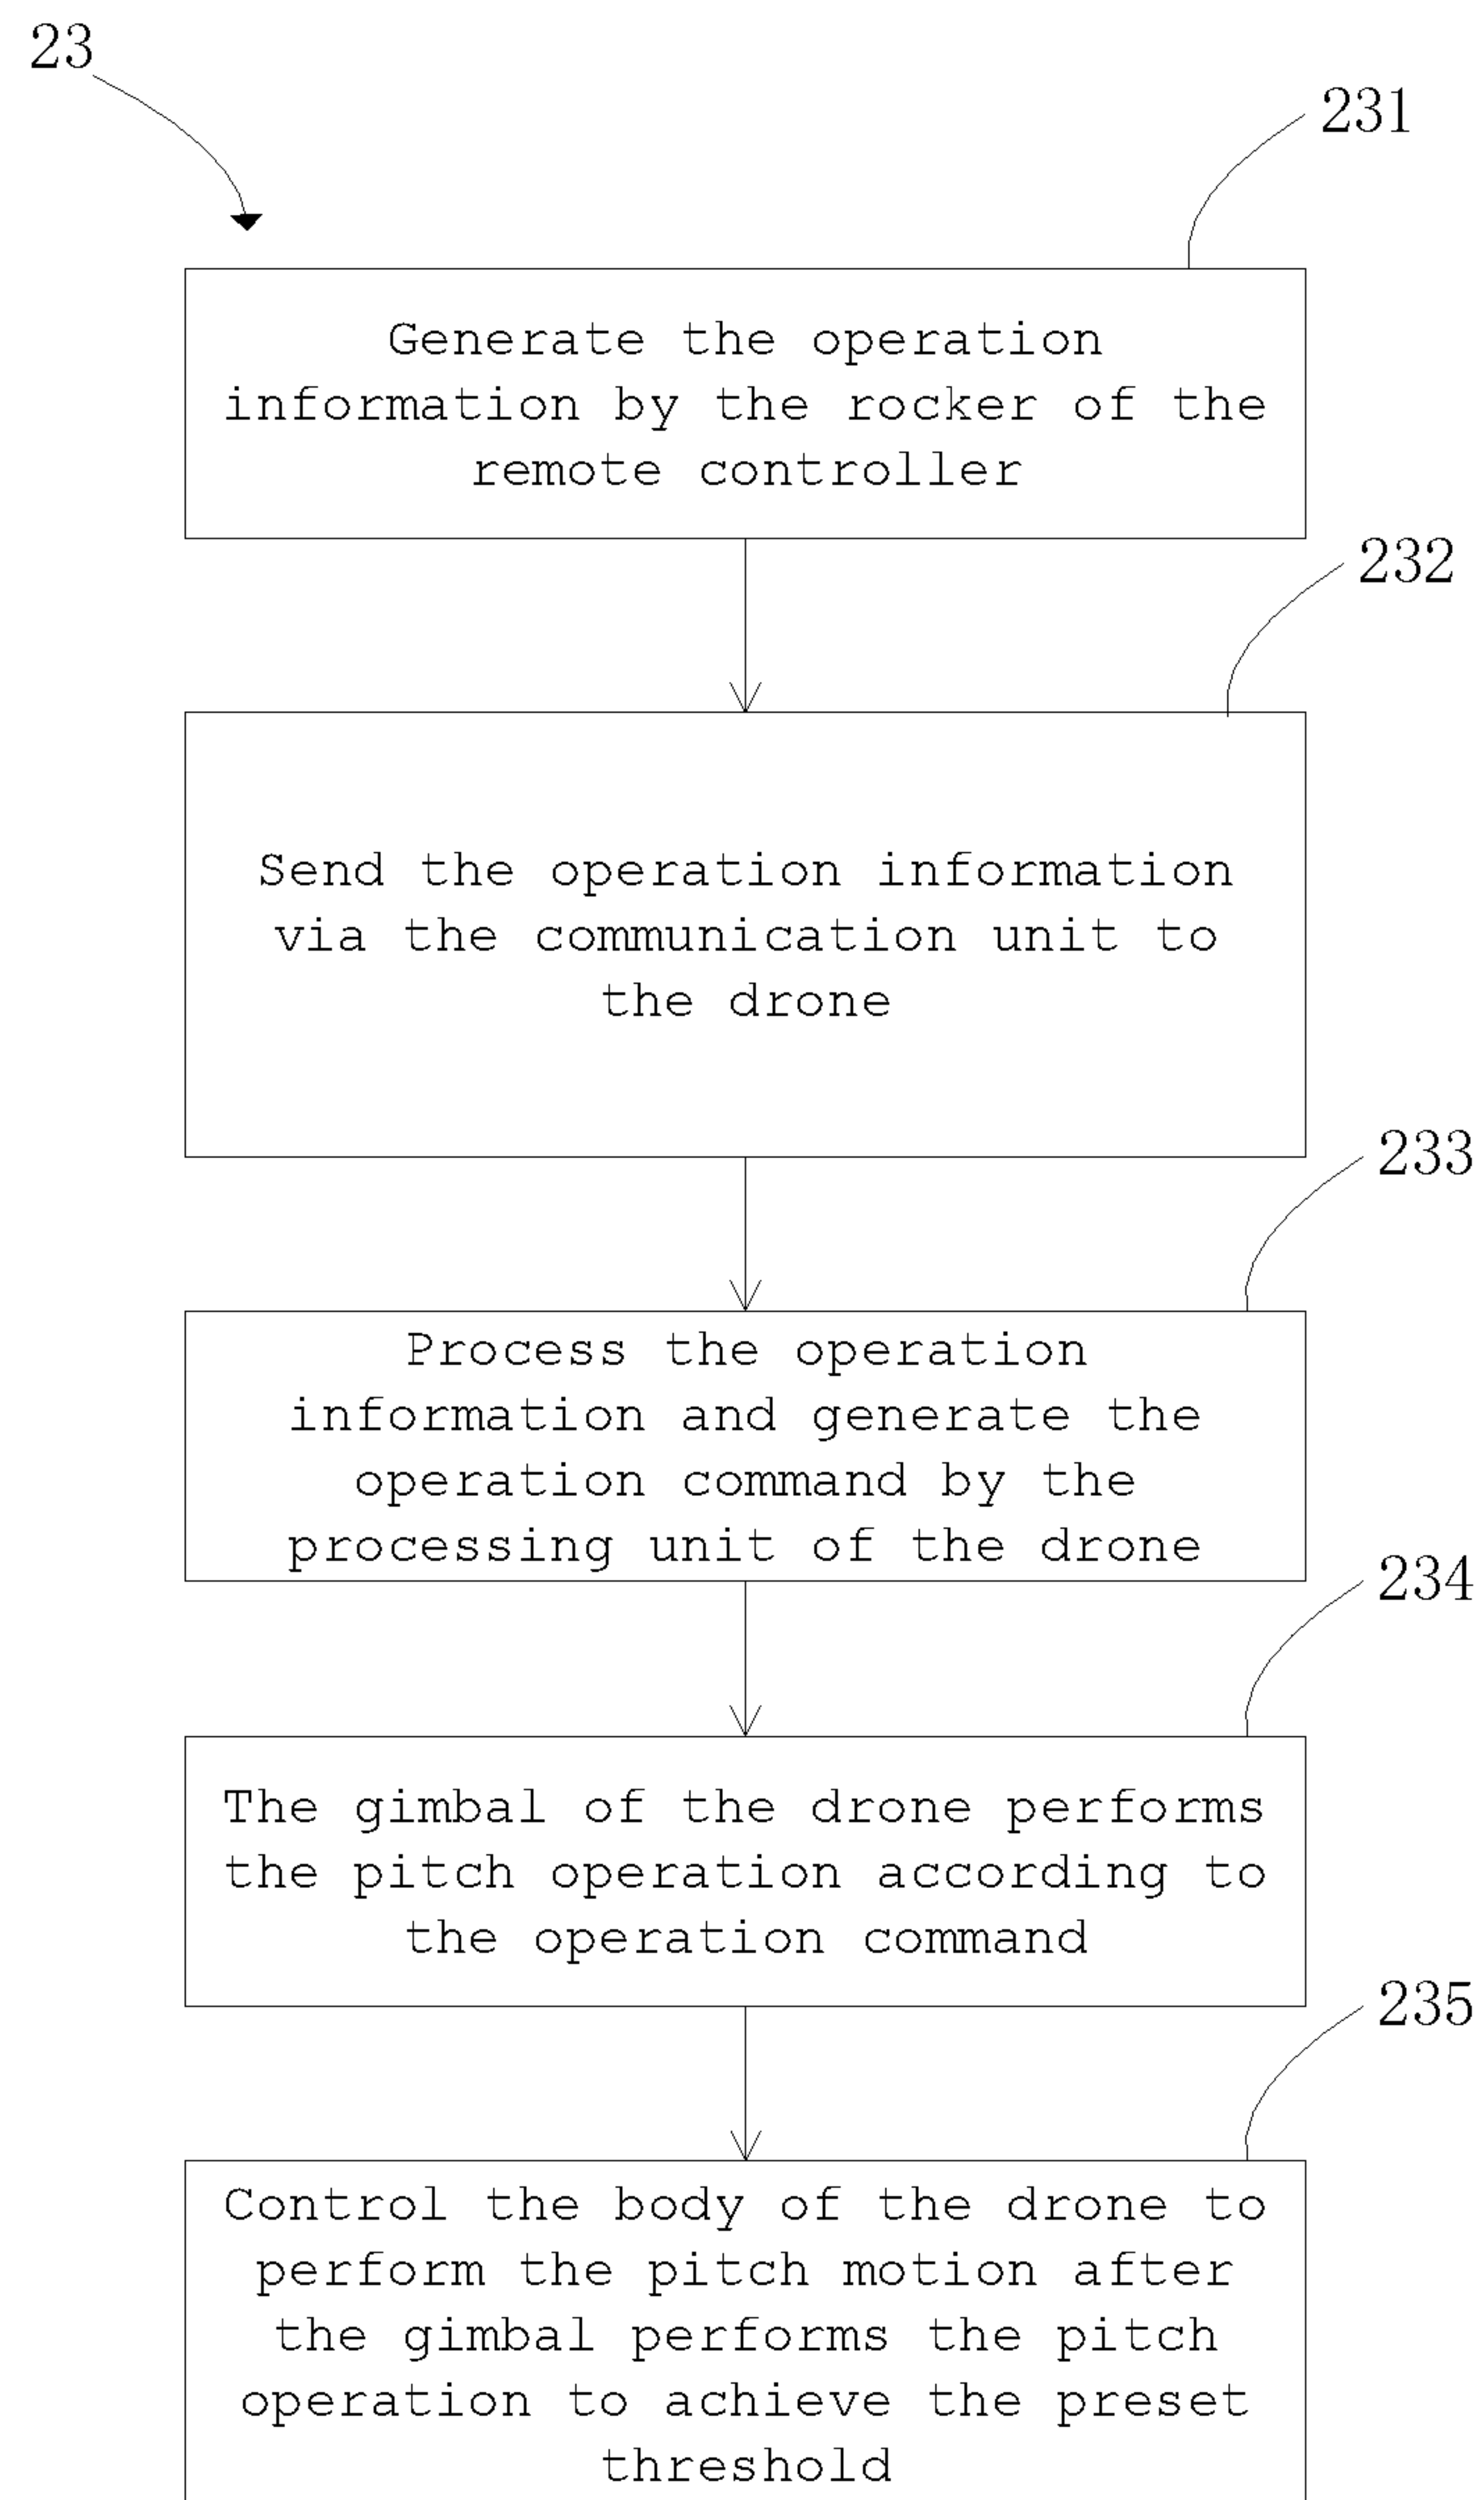 23
231
Generate the operation
information by the rocker of the
remote controller
232
Send the operation information
via the communication unit to
the drone
233
Process the operation
information and generate the
operation command by the
processing unit of the drone
234
The gimbal of the drone performs
the pitch operation according to
the operation command
235
Control the body of the drone to
perform the pitch motion after
the gimbal performs the pitch
operation to achieve the preset
threshold